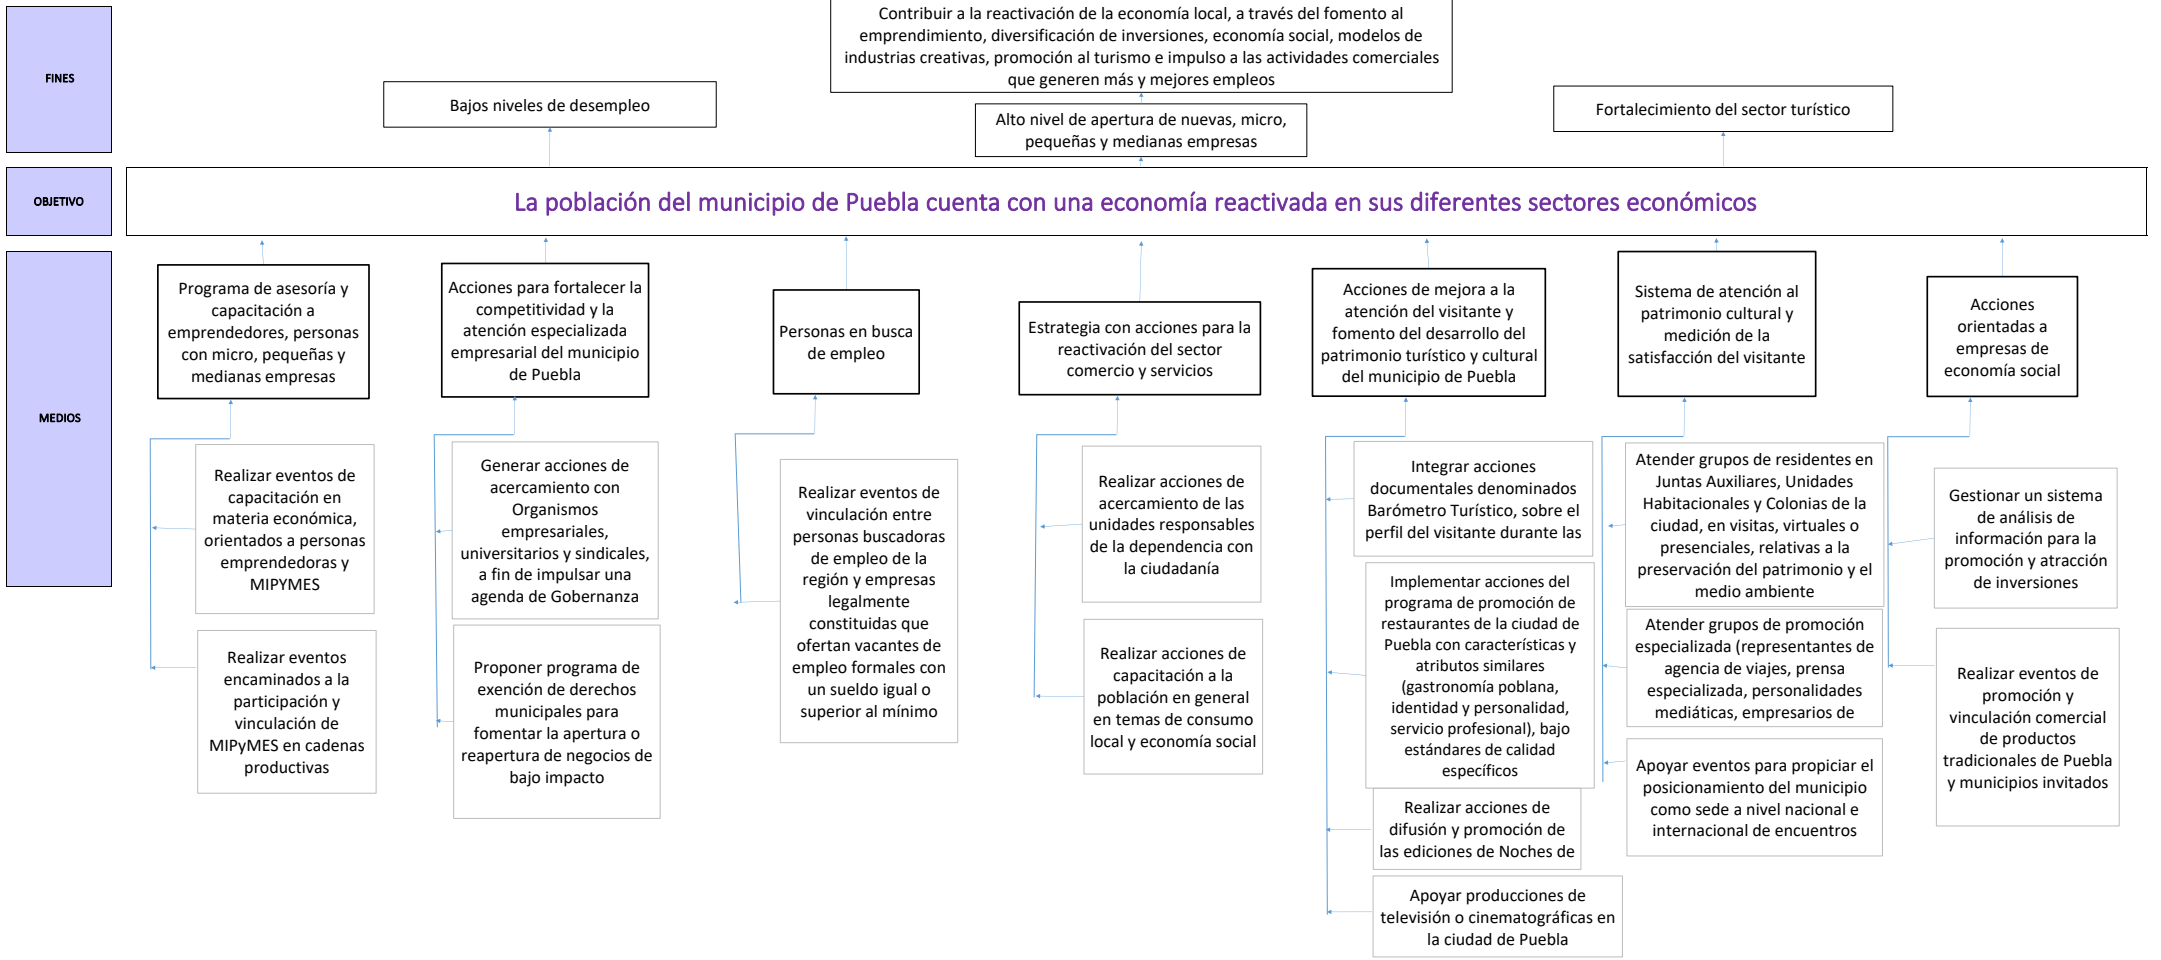 FINES
Contribuir a la reactivación de la economía local, a través del fomento al
emprendimiento, diversificación de inversiones, economía social, modelos de
industrias creativas, promoción al turismo e impulso a las actividades comerciales
que generen más y mejores empleos
Bajos niveles de desempleo
Alto nivel de apertura de nuevas, micro,
pequeñas y medianas empresas
Fortalecimiento del sector turístico
OBJETIVO
La población del municipio de Puebla cuenta con una economía reactivada en sus diferentes sectores económicos
MEDIOS
Programa de asesoría y
capacitación a
emprendedores, personas
con micro, pequeñas y
medianas empresas
Realizar eventos de
capacitación en
materia económica,
orientados a personas
emprendedoras y
MIPYMES
Realizar eventos
encaminados a la
participación y
vinculación de
MIPyMES en cadenas
productivas
Acciones para fortalecer la
competitividad y la
atención especializada
empresarial del municipio
de Puebla
Generar acciones de
acercamiento con
Organismos
empresariales,
universitarios y sindicales,
a fin de impulsar una
agenda de Gobernanza
Proponer programa de
exención de derechos
municipales para
fomentar la apertura o
reapertura de negocios de
bajo impacto
Personas en busca
de empleo
Realizar eventos de
vinculación entre
personas buscadoras
de empleo de la
región y empresas
legalmente
constituidas que
ofertan vacantes de
empleo formales con
un sueldo igual o
superior al mínimo
Estrategia con acciones para la
reactivación del sector
comercio y servicios
Realizar acciones de
acercamiento de las
unidades responsables
de la dependencia con
la ciudadanía
Realizar acciones de
capacitación a la
población en general
en temas de consumo
local y economía social
Acciones de mejora a la
atención del visitante y
fomento del desarrollo del
patrimonio turístico y cultural
del municipio de Puebla
Integrar acciones
documentales denominados
Barómetro Turístico, sobre el
perfil del visitante durante las
Implementar acciones del
programa de promoción de
restaurantes de la ciudad de
Puebla con características y
atributos similares
(gastronomía poblana,
identidad y personalidad,
servicio profesional), bajo
estándares de calidad
específicos
Realizar acciones de
difusión y promoción de
las ediciones de Noches de
Apoyar producciones de
televisión o cinematográficas en
la ciudad de Puebla
Sistema de atención al
patrimonio cultural y
medición de la
satisfacción del visitante
Atender grupos de residentes en
Juntas Auxiliares, Unidades
Habitacionales y Colonias de la
ciudad, en visitas, virtuales o
presenciales, relativas a la
preservación del patrimonio y el
medio ambiente
Atender grupos de promoción
especializada (representantes de
agencia de viajes, prensa
especializada, personalidades
mediáticas, empresarios de
Apoyar eventos para propiciar el
posicionamiento del municipio
como sede a nivel nacional e
internacional de encuentros
Acciones
orientadas a
empresas de
economía social
Gestionar un sistema
de análisis de
información para la
promoción y atracción
de inversiones
Realizar eventos de
promoción y
vinculación comercial
de productos
tradicionales de Puebla
y municipios invitados